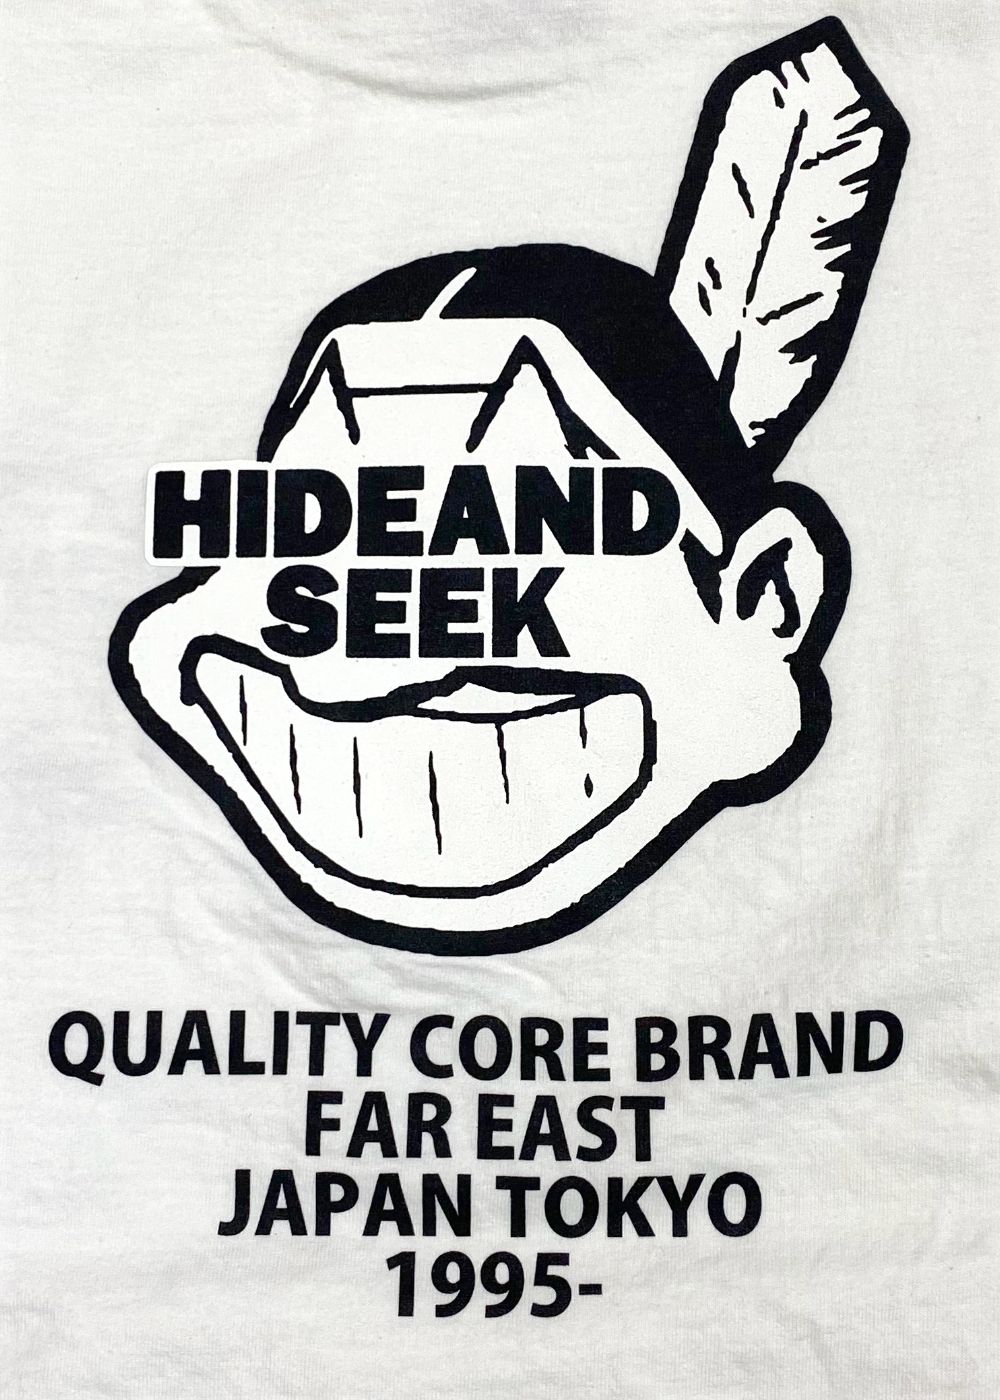 HIDEAND
SEEK
QUALITY CORE BRAND
FAR EAST
JAPAN TOKYO
1995-